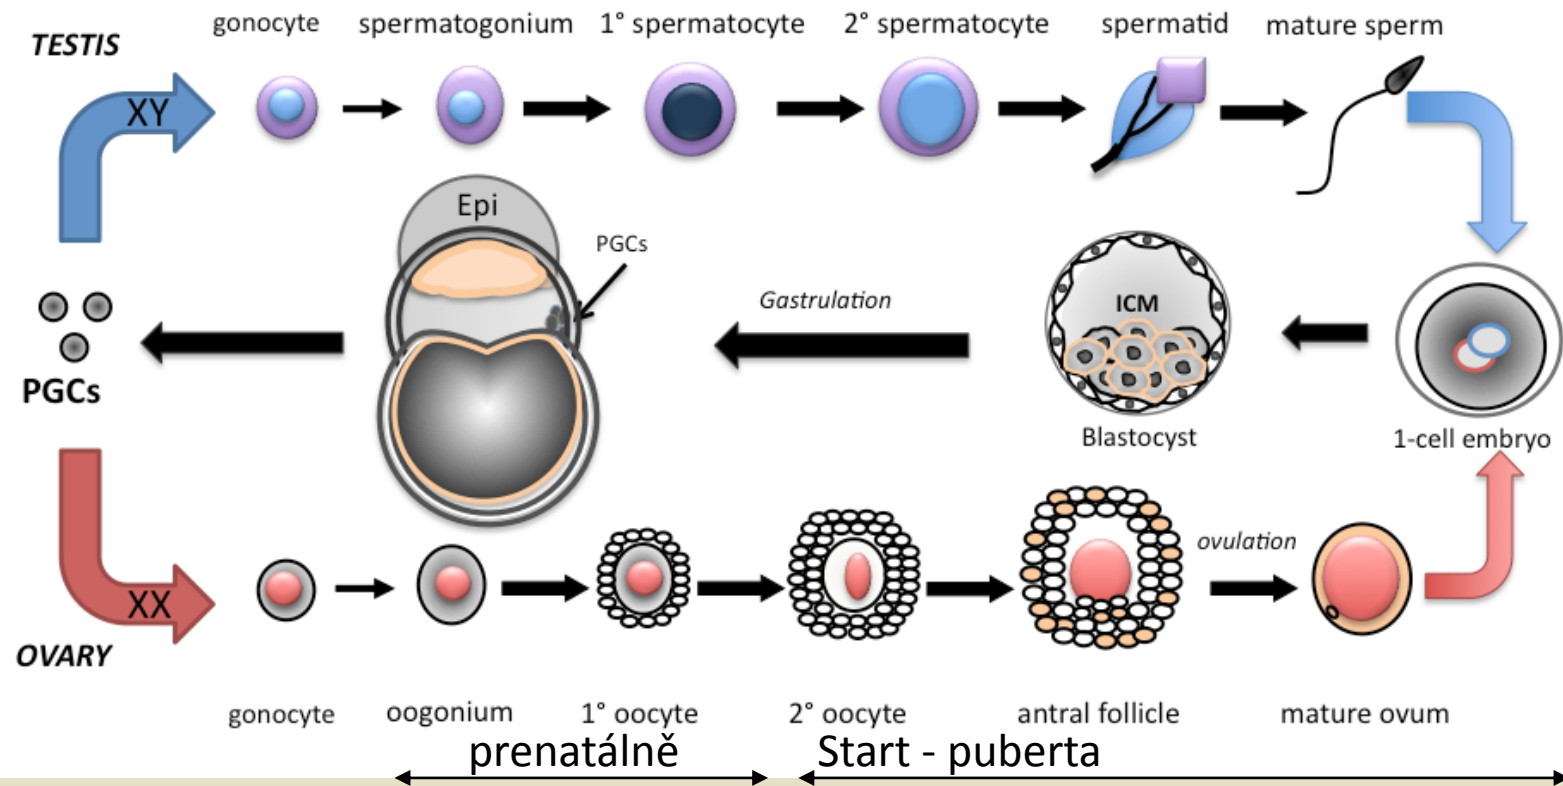 gonocyte spermatogonium 1° spermatocyte 2° spermatocyte spermatid mature sperm
TESTIS
XY
Epi
PGCs
Gastrulation
ICM
PGCs
Blastocyst
1-cell embryo
ovulation
XX
OVARY
gonocyte oogonium 1° oocyte 2° oocyte antral follicle mature ovum
prenatálně Start - puberta